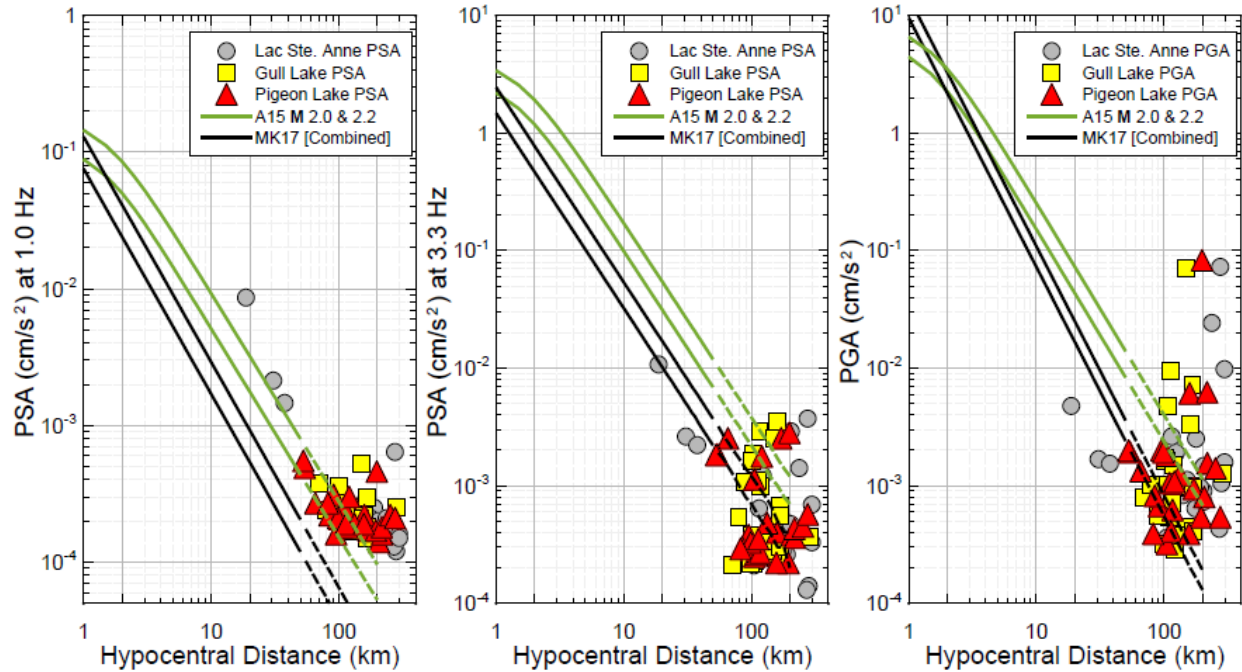 PSA (cm/s²) at 1.0 Hz
1
10⁻¹
10⁻²
10⁻³
10⁻⁴
Lac Ste. Anne PSA
Gull Lake PSA
Pigeon Lake PSA
A15 M 2.0 & 2.2
MK17 [Combined]
1
10
100
Hypocentral Distance (km)
PSA (cm/s²) at 3.3 Hz
10¹
1
10⁻¹
10⁻²
10⁻³
10⁻⁴
Lac Ste. Anne PSA
Gull Lake PSA
Pigeon Lake PSA
A15 M 2.0 & 2.2
MK17 [Combined]
1
10
100
Hypocentral Distance (km)
PGA (cm/s²)
10¹
1
10⁻¹
10⁻²
10⁻³
10⁻⁴
Lac Ste. Anne PGA
Gull Lake PGA
Pigeon Lake PGA
A15 M 2.0 & 2.2
MK17 [Combined]
1
10
100
Hypocentral Distance (km)